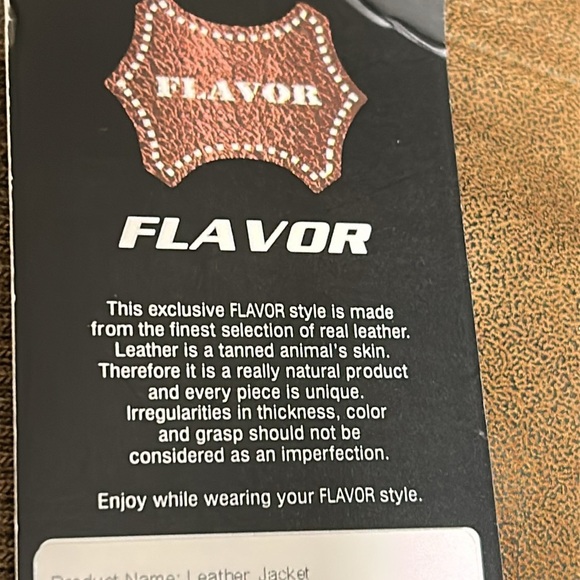 FLAVOR
FLAVOR
This exclusive FLAVOR style is made
from the finest selection of real leather.
Leather is a tanned animal's skin.
Therefore it is a really natural product
and every piece is unique.
Irregularities in thickness, color
and grasp should not be
considered as an imperfection.
Enjoy while wearing your FLAVOR style.
Product Name: Leather Jacket